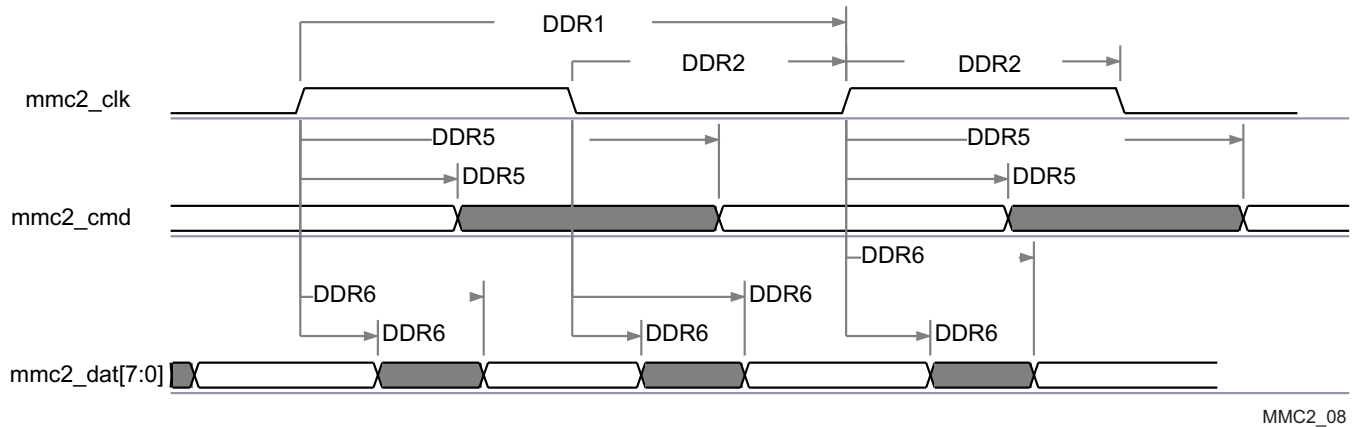 DDR1
DDR2 DDR2
mmc2_clk
DDR5 DDR5
DDR5 DDR5
mmc2_cmd
DDR6
DDR6 DDR6
DDR6 DDR6 DDR6
mmc2_dat[7:0]
MMC2_08